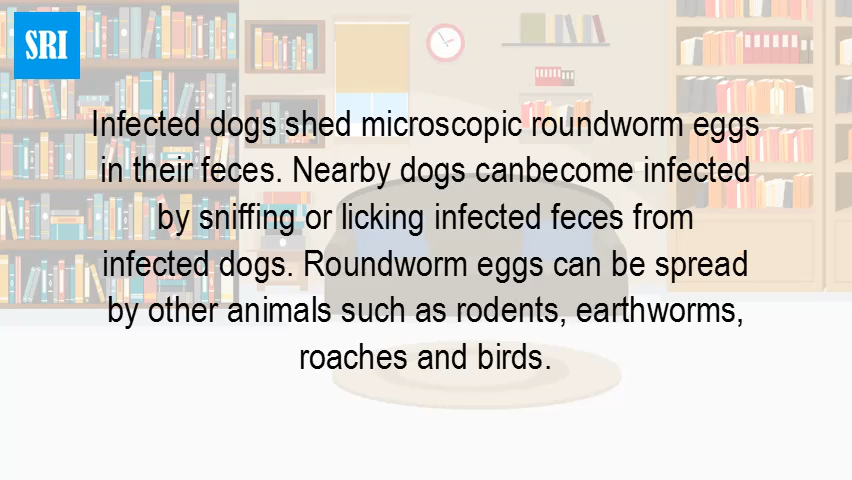 SRI
Infected dogs shed microscopic roundworm eggs
in their feces. Nearby dogs canbecome infected
by sniffing or licking infected feces from
infected dogs. Roundworm eggs can be spread
by other animals such as rodents, earthworms,
roaches and birds.